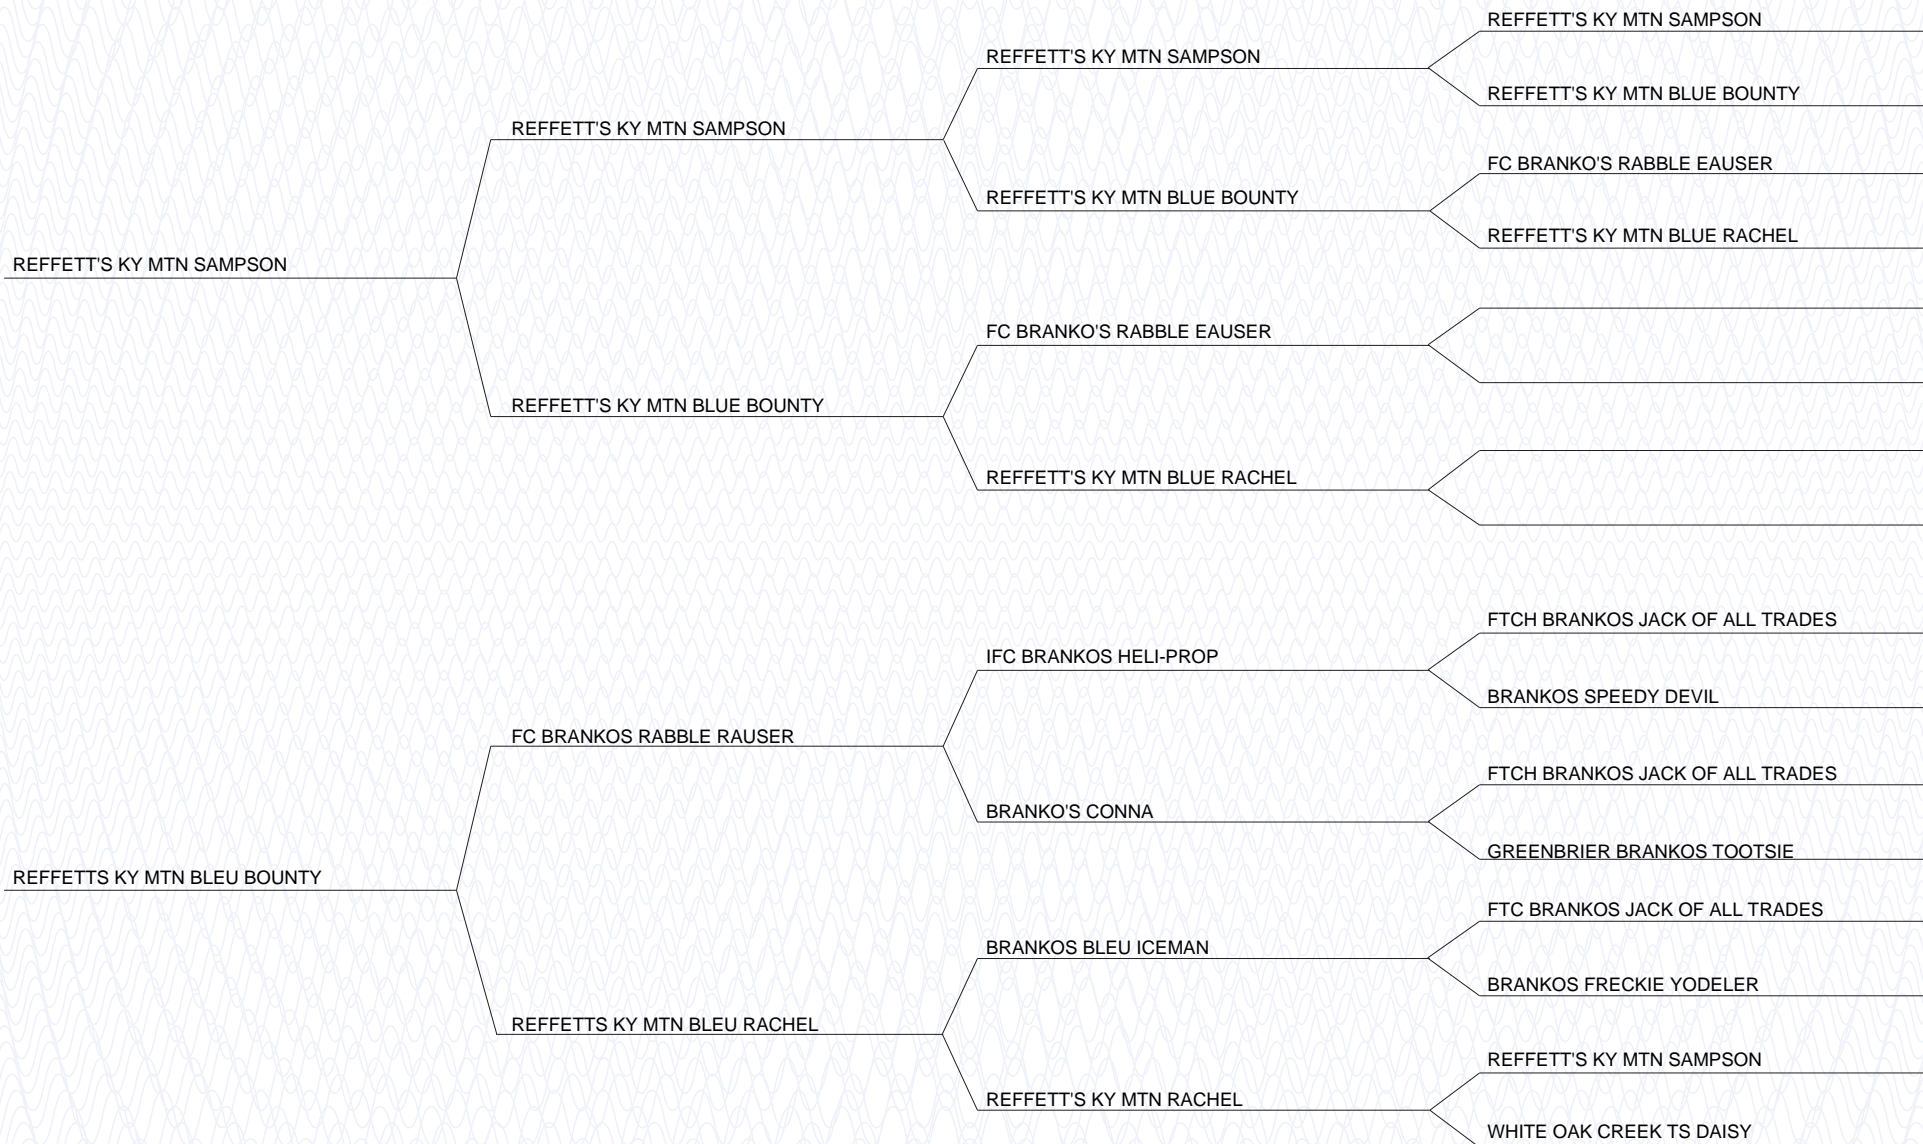 REFFETT'S KY MTN SAMPSON
REFFETT'S KY MTN SAMPSON
REFFETT'S KY MTN BLUE BOUNTY
REFFETT'S KY MTN SAMPSON
FC BRANKO'S RABBLE EAUSER
REFFETT'S KY MTN BLUE BOUNTY
REFFETT'S KY MTN BLUE RACHEL
REFFETT'S KY MTN SAMPSON
FC BRANKO'S RABBLE EAUSER
REFFETT'S KY MTN BLUE BOUNTY
REFFETT'S KY MTN BLUE RACHEL
FTCH BRANKOS JACK OF ALL TRADES
IFC BRANKOS HELI-PROP
BRANKOS SPEEDY DEVIL
FC BRANKOS RABBLE RAUSER
FTCH BRANKOS JACK OF ALL TRADES
BRANKO'S CONNA
GREENBRIER BRANKOS TOOTSIE
REFFETTS KY MTN BLEU BOUNTY
FTC BRANKOS JACK OF ALL TRADES
BRANKOS BLEU ICEMAN
BRANKOS FRECKIE YODELER
REFFETTS KY MTN BLEU RACHEL
REFFETT'S KY MTN SAMPSON
REFFETT'S KY MTN RACHEL
WHITE OAK CREEK TS DAISY